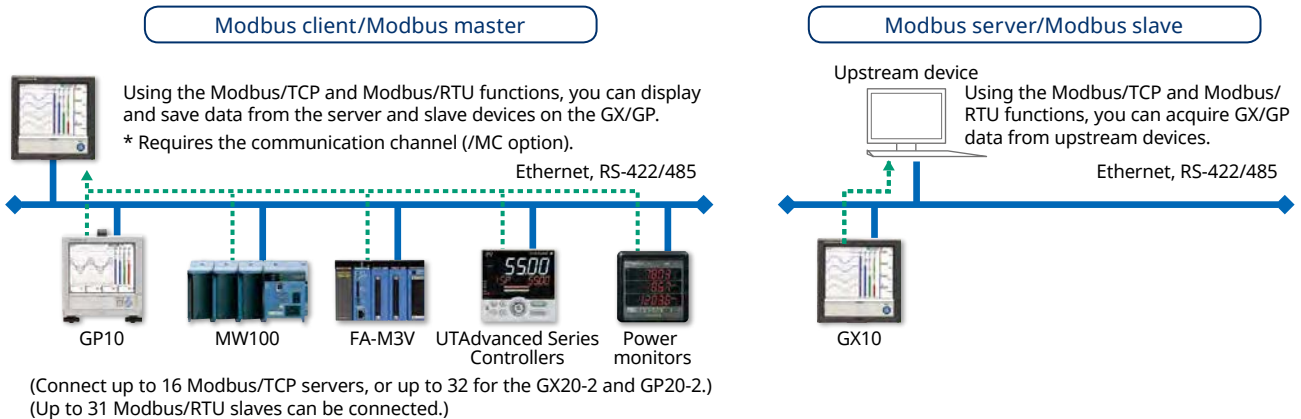 Modbus client/Modbus master
Using the Modbus/TCP and Modbus/RTU functions, you can display
and save data from the server and slave devices on the GX/GP.
* Requires the communication channel (/MC option).
Ethernet, RS-422/485
GP10
MW100
FA-M3V
UTAdvanced Series
Controllers
Power
monitors
(Connect up to 16 Modbus/TCP servers, or up to 32 for the GX20-2 and GP20-2.)
(Up to 31 Modbus/RTU slaves can be connected.)
Modbus server/Modbus slave
Upstream device
Using the Modbus/TCP and Modbus/
RTU functions, you can acquire GX/GP
data from upstream devices.
Ethernet, RS-422/485
GX10